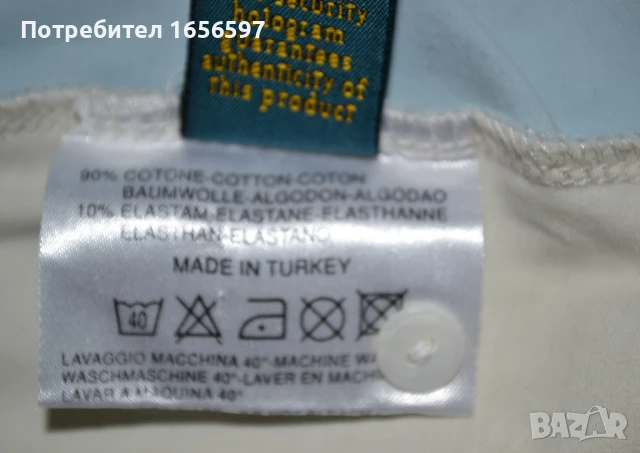 Потребител 1656597
security
hologram
guarantees
authenticity of
This product
90% COTONE-COTTON-COTON
BAUMWOLLE-ALGODON-ALGODAO
10% ELASTAM-ELASTANE-ELASTHANNE
ELASTHAN-ELASTANO
MADE IN TURKEY
40
LAVAGGIO MACCHINA 40°-MACHINE WA
WASCHMASCHINE 40°-LAVER EN MACHI
LAVAR A MAQUINA 40°
BAZAR